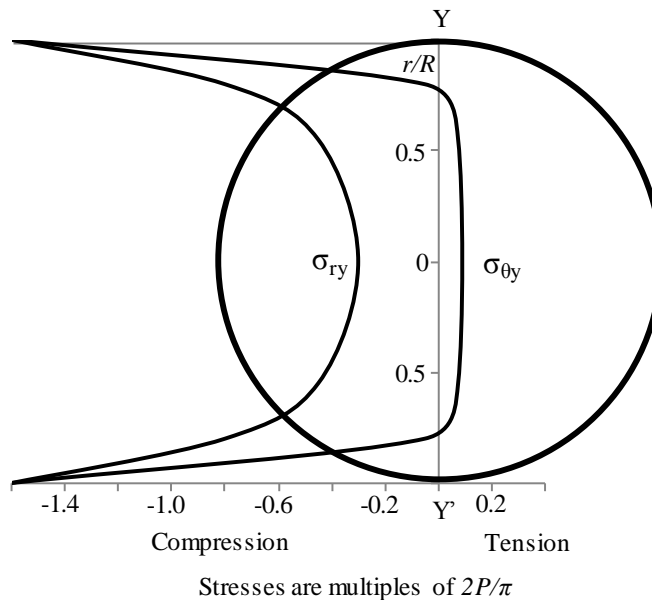 Y
r/R
0.5
σry
0
σθy
0.5
-1.4 -1.0 -0.6 -0.2 Y’ 0.2
Compression Tension
Stresses are multiples of 2P/π